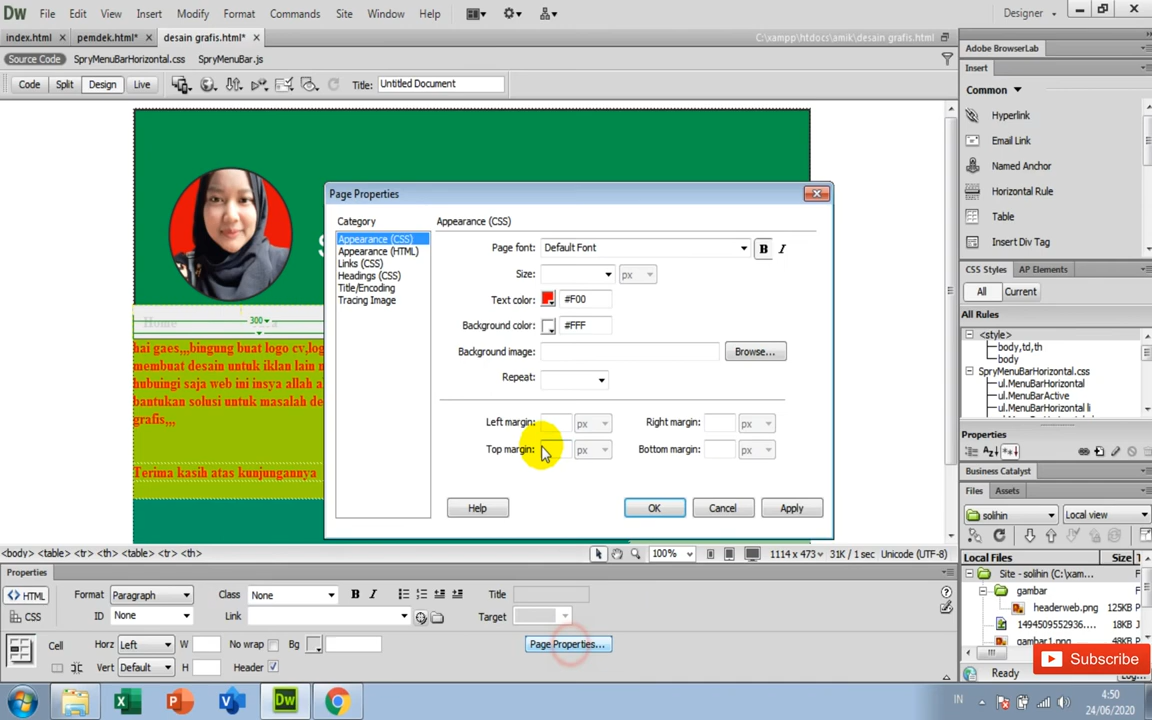 Dw File Edit View Insert Modify Format Commands Site Window Help Designer
index.html pemdek.html* desain grafis.html* C:\xampp\htdocs\amik\desain grafis.html
Source Code SpryMenuBarHorizontal.css SpryMenuBar.js
Code Split Design Live Title: Untitled Document
Adobe BrowserLab
Insert
Common
Hyperlink
Email Link
Named Anchor
Horizontal Rule
Table
Insert Div Tag
CSS Styles AP Elements
All Current
All Rules
<style>
body,td,th
body
SpryMenuBarHorizontal.css
ul.MenuBarHorizontal
ul.MenuBarActive
ul.MenuBarHorizontal li
Properties
Business Catalyst
Files Assets
solihin Local view
Local Files Size T
Site - solihin (C:\xam... F
gambar F
headerweb.png 125KB F
1494509552936... 18KB J
gambar1.png
Ready
S
Home
300
hai gaes,,,bingung buat logo cv,log
membuat desain untuk iklan lain
hubuingi saja web ini insya allah a
bantukan solusi untuk masalah de
grafis,,,
Terima kasih atas kunjungannya
Page Properties
Category
Appearance (CSS)
Appearance (HTML)
Links (CSS)
Headings (CSS)
Title/Encoding
Tracing Image
Appearance (CSS)
Page font: Default Font B I
Size: px
Text color: #F00
Background color: #FFF
Background image: Browse...
Repeat:
Left margin: px Right margin: px
Top margin: px Bottom margin: px
Help OK Cancel Apply
<body> <table> <tr> <th> <table> <tr> <th> 100% 1114 x 473 31K / 1 sec Unicode (UTF-8)
Properties
<> HTML Format Paragraph Class None B I Title
CSS ID None Link Target
Cell Horz Left W No wrap Bg Page Properties...
Vert Default H Header
Subscribe
IN 4:50
24/06/2020